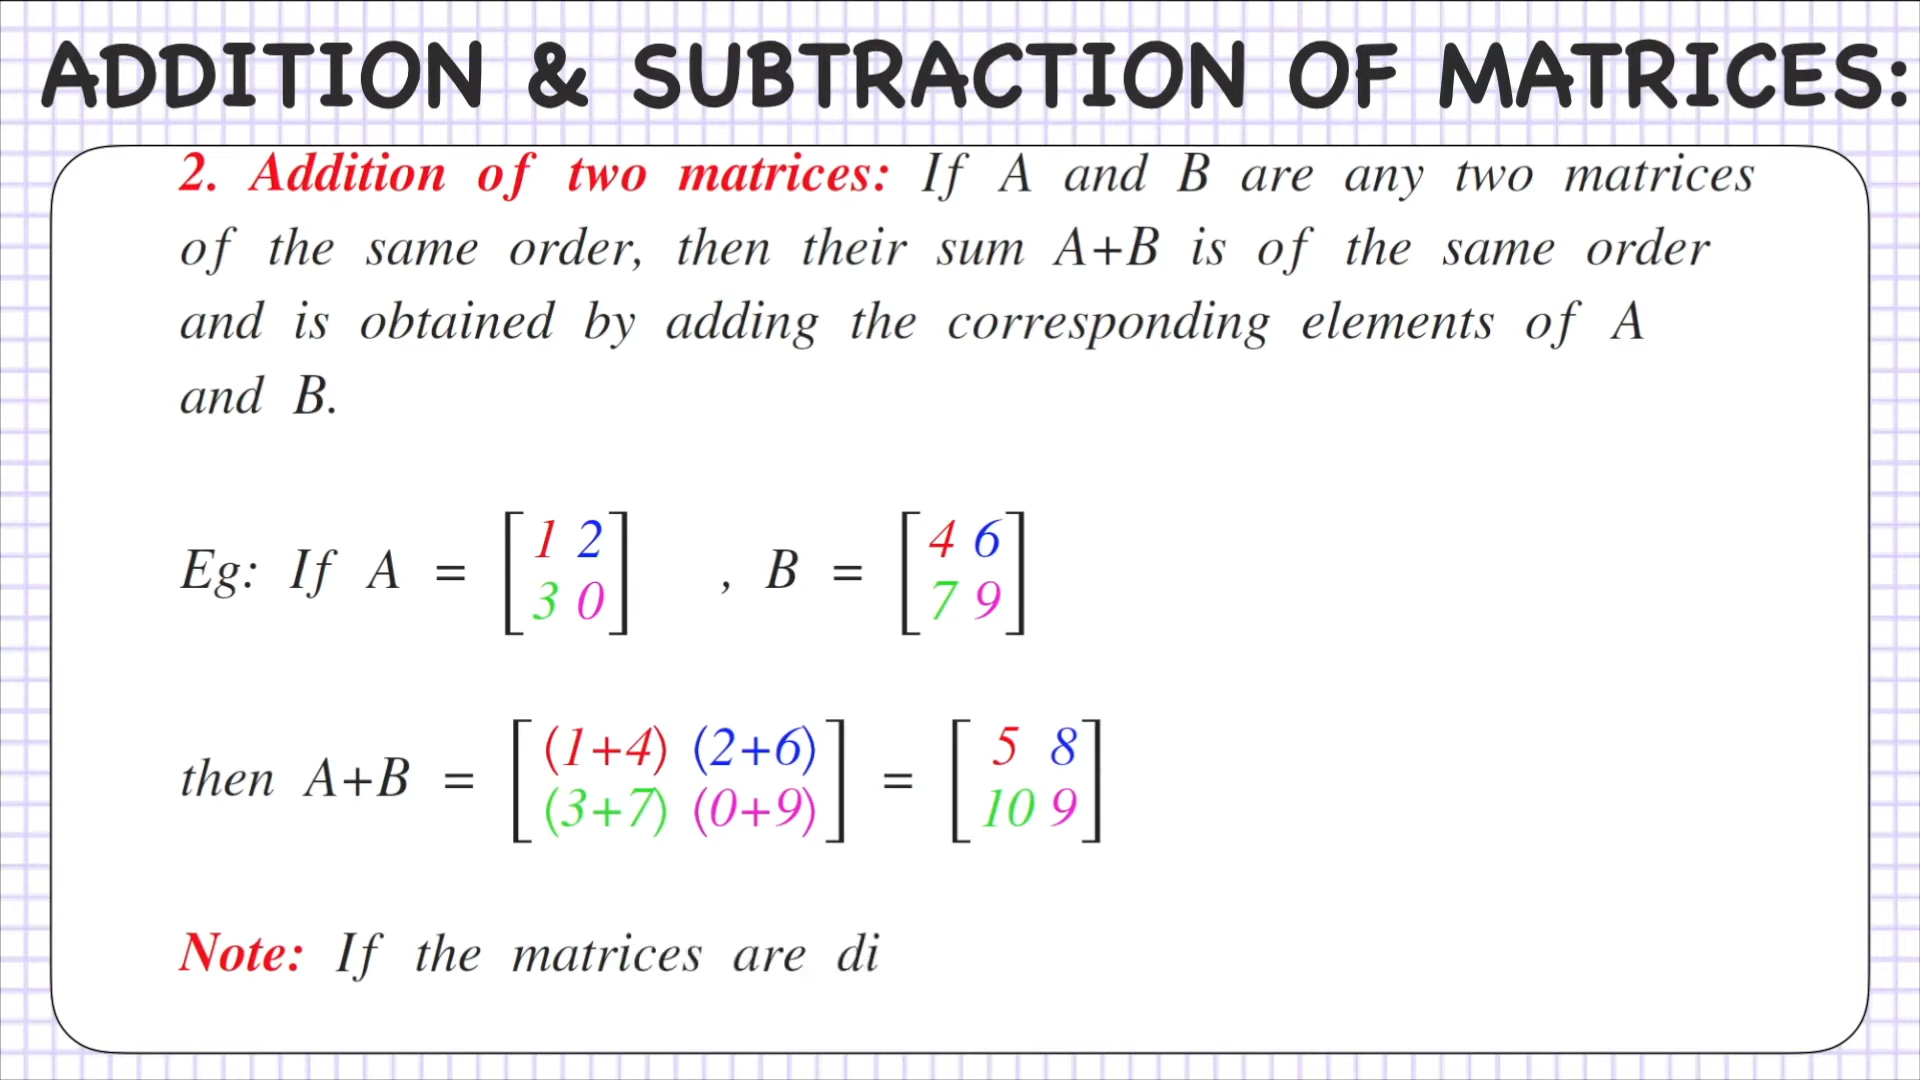 ADDITION & SUBTRACTION OF MATRICES:
2. Addition of two matrices: If A and B are any two matrices
of the same order, then their sum A+B is of the same order
and is obtained by adding the corresponding elements of A
and B.
Eg: If A = [1 2
3 0] , B = [4 6
7 9]
then A+B = [(1+4) (2+6)
(3+7) (0+9)] = [5 8
10 9]
Note: If the matrices are di